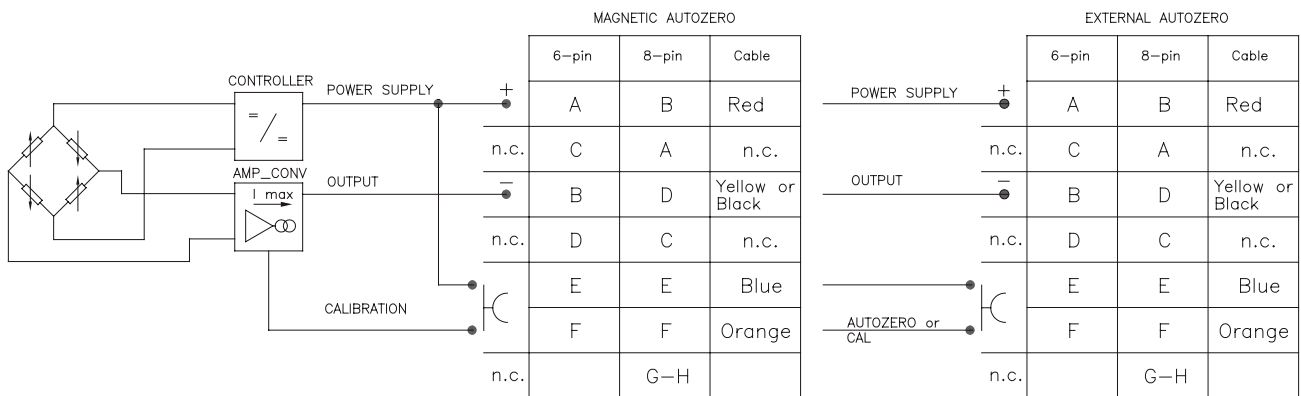 MAGNETIC AUTOZERO
EXTERNAL AUTOZERO
6-pin 8-pin Cable
6-pin 8-pin Cable
CONTROLLER
= / =
POWER SUPPLY
+ A B Red
POWER SUPPLY
+ A B Red
n.c. C A n.c.
n.c. C A n.c.
AMP_CONV
I max
OUTPUT
− B D Yellow or
Black
OUTPUT
− B D Yellow or
Black
n.c. D C n.c.
n.c. D C n.c.
E E Blue
E E Blue
CALIBRATION
F F Orange
AUTOZERO or
CAL
F F Orange
n.c. G-H
n.c. G-H